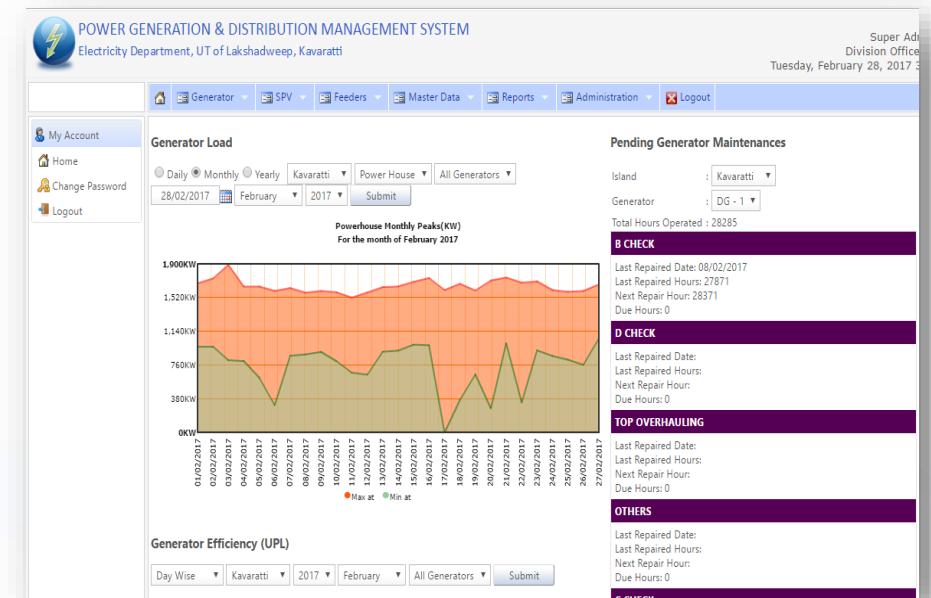 POWER GENERATION & DISTRIBUTION MANAGEMENT SYSTEM
Electricity Department, UT of Lakshadweep, Kavaratti
Super Adr
Division Office
Tuesday, February 28, 2017 3
Generator SPV Feeders Master Data Reports Administration Logout
My Account
Home
Change Password
Logout
Generator Load
Daily Monthly Yearly Kavaratti Power House All Generators
28/02/2017 February 2017 Submit
Powerhouse Monthly Peaks(KW)
For the month of February 2017
1,900KW
1,520KW
1,140KW
760KW
380KW
0KW
01/02/2017
02/02/2017
03/02/2017
04/02/2017
05/02/2017
06/02/2017
07/02/2017
08/02/2017
09/02/2017
10/02/2017
11/02/2017
12/02/2017
13/02/2017
14/02/2017
15/02/2017
16/02/2017
17/02/2017
18/02/2017
19/02/2017
20/02/2017
21/02/2017
22/02/2017
23/02/2017
24/02/2017
25/02/2017
26/02/2017
27/02/2017
Max at Min at
Generator Efficiency (UPL)
Day Wise Kavaratti 2017 February All Generators Submit
Pending Generator Maintenances
Island : Kavaratti
Generator : DG - 1
Total Hours Operated : 28285
B CHECK
Last Repaired Date: 08/02/2017
Last Repaired Hours: 27871
Next Repair Hour: 28371
Due Hours: 0
D CHECK
Last Repaired Date:
Last Repaired Hours:
Next Repair Hour:
Due Hours: 0
TOP OVERHAULING
Last Repaired Date:
Last Repaired Hours:
Next Repair Hour:
Due Hours: 0
OTHERS
Last Repaired Date:
Last Repaired Hours:
Next Repair Hour:
Due Hours: 0